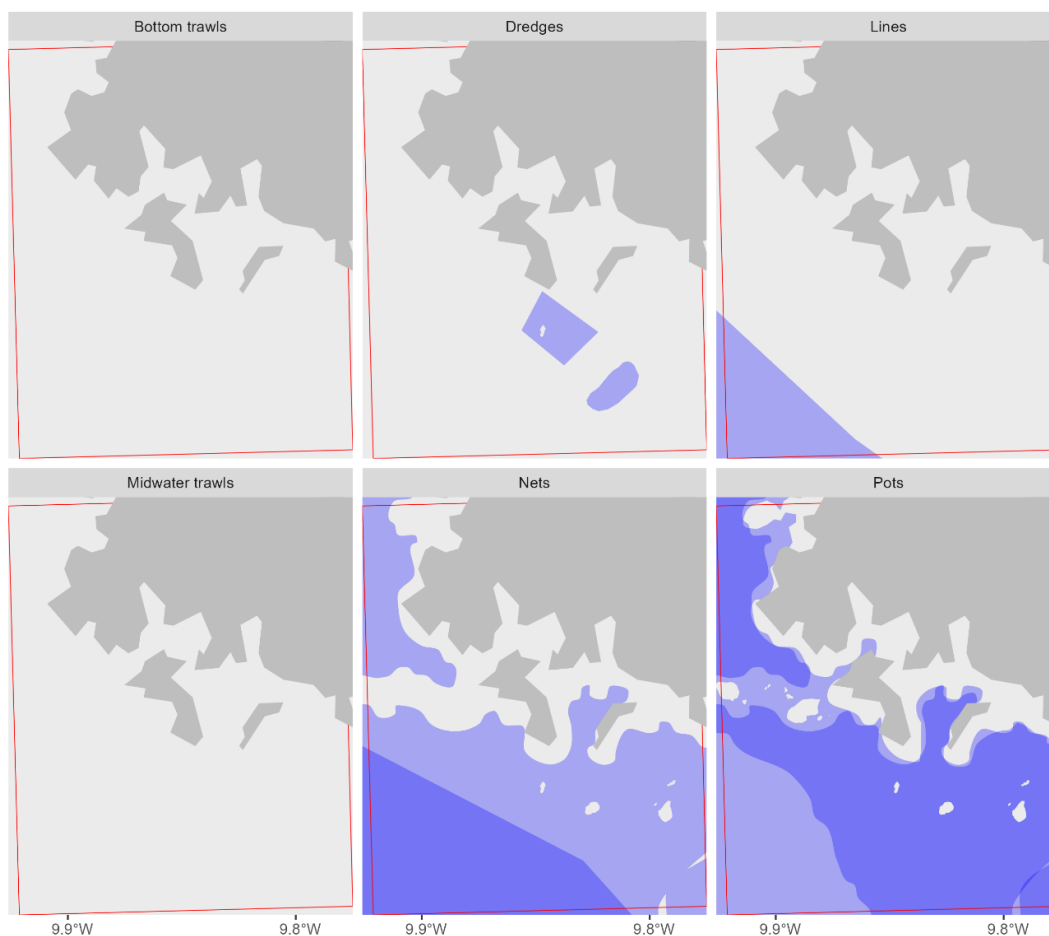 Bottom trawls
Dredges
Lines
Midwater trawls
Nets
Pots
9.9°W
9.8°W
9.9°W
9.8°W
9.9°W
9.8°W